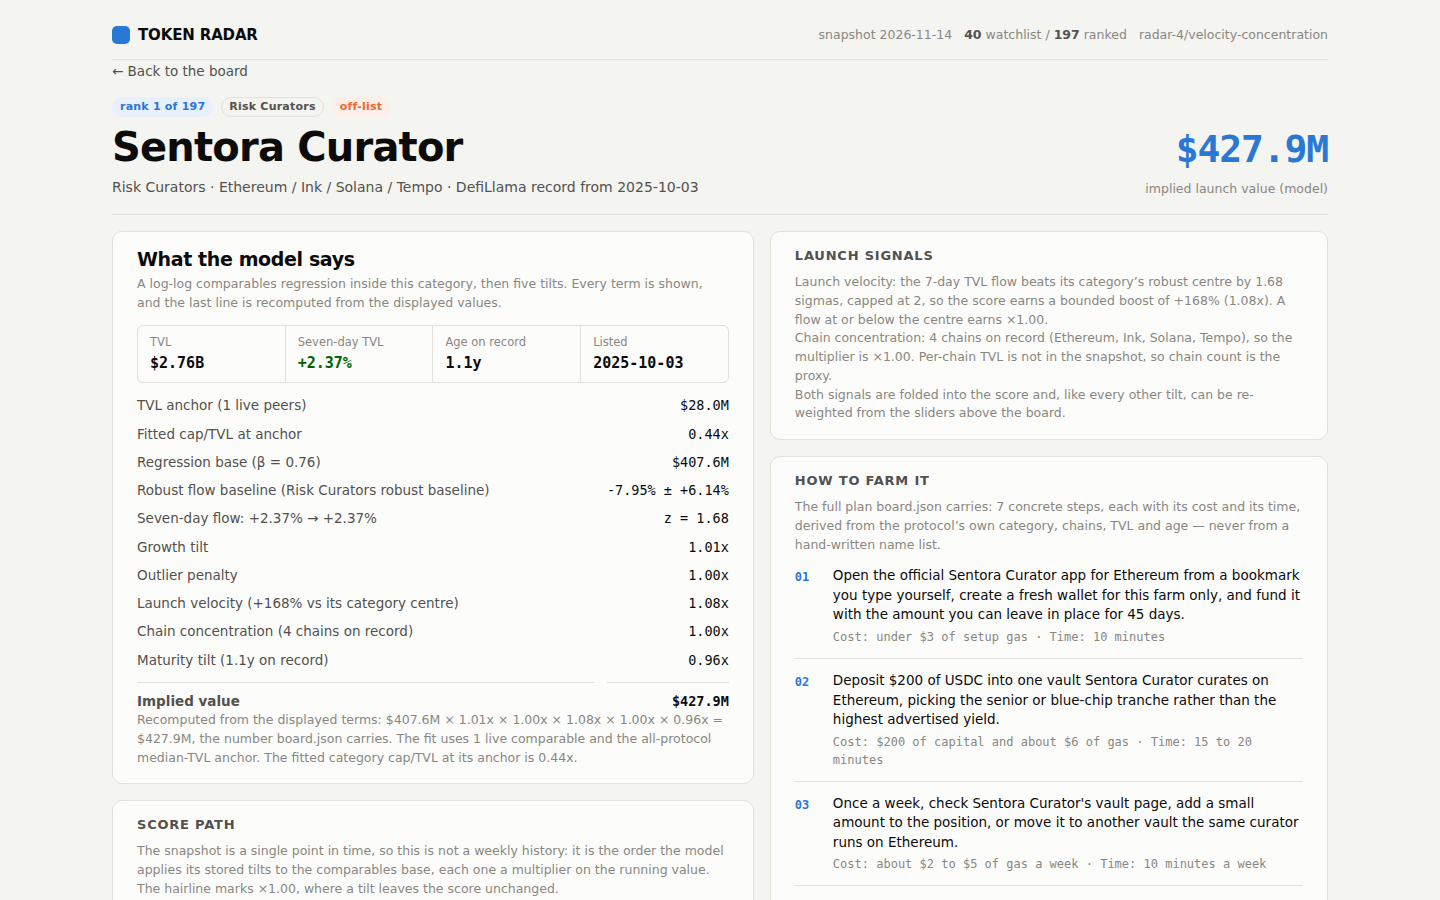 TOKEN RADAR
snapshot 2026-11-14 40 watchlist / 197 ranked radar-4/velocity-concentration
← Back to the board
rank 1 of 197 Risk Curators off-list
Sentora Curator
$427.9M
Risk Curators · Ethereum / Ink / Solana / Tempo · DefiLlama record from 2025-10-03
implied launch value (model)
What the model says
A log-log comparables regression inside this category, then five tilts. Every term is shown,
and the last line is recomputed from the displayed values.
TVL
$2.76B
Seven-day TVL
+2.37%
Age on record
1.1y
Listed
2025-10-03
TVL anchor (1 live peers) $28.0M
Fitted cap/TVL at anchor 0.44x
Regression base (β = 0.76) $407.6M
Robust flow baseline (Risk Curators robust baseline) -7.95% ± +6.14%
Seven-day flow: +2.37% → +2.37% z = 1.68
Growth tilt 1.01x
Outlier penalty 1.00x
Launch velocity (+168% vs its category centre) 1.08x
Chain concentration (4 chains on record) 1.00x
Maturity tilt (1.1y on record) 0.96x
Implied value $427.9M
Recomputed from the displayed terms: $407.6M × 1.01x × 1.00x × 1.08x × 1.00x × 0.96x =
$427.9M, the number board.json carries. The fit uses 1 live comparable and the all-protocol
median-TVL anchor. The fitted category cap/TVL at its anchor is 0.44x.
SCORE PATH
The snapshot is a single point in time, so this is not a weekly history: it is the order the model
applies its stored tilts to the comparables base, each one a multiplier on the running value.
The hairline marks ×1.00, where a tilt leaves the score unchanged.
LAUNCH SIGNALS
Launch velocity: the 7-day TVL flow beats its category’s robust centre by 1.68
sigmas, capped at 2, so the score earns a bounded boost of +168% (1.08x). A
flow at or below the centre earns ×1.00.
Chain concentration: 4 chains on record (Ethereum, Ink, Solana, Tempo), so the
multiplier is ×1.00. Per-chain TVL is not in the snapshot, so chain count is the
proxy.
Both signals are folded into the score and, like every other tilt, can be re-
weighted from the sliders above the board.
HOW TO FARM IT
The full plan board.json carries: 7 concrete steps, each with its cost and its time,
derived from the protocol’s own category, chains, TVL and age — never from a
hand-written name list.
01 Open the official Sentora Curator app for Ethereum from a bookmark
you type yourself, create a fresh wallet for this farm only, and fund it
with the amount you can leave in place for 45 days.
Cost: under $3 of setup gas · Time: 10 minutes
02 Deposit $200 of USDC into one vault Sentora Curator curates on
Ethereum, picking the senior or blue-chip tranche rather than the
highest advertised yield.
Cost: $200 of capital and about $6 of gas · Time: 15 to 20
minutes
03 Once a week, check Sentora Curator's vault page, add a small
amount to the position, or move it to another vault the same curator
runs on Ethereum.
Cost: about $2 to $5 of gas a week · Time: 10 minutes a week